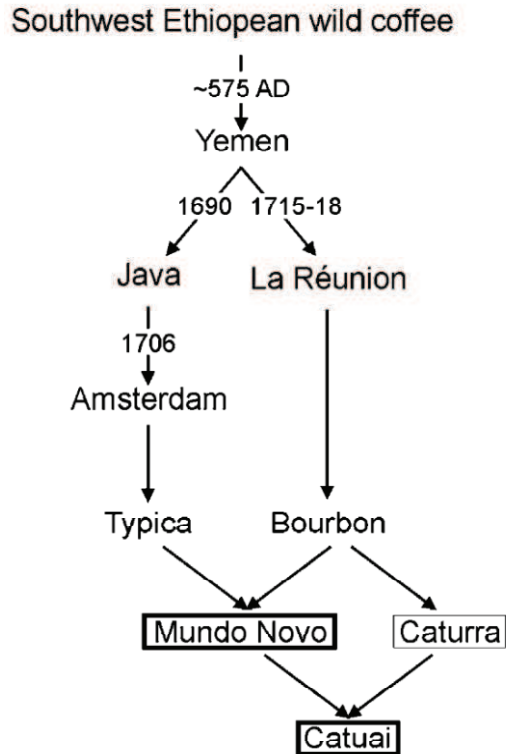 Southwest Ethiopean wild coffee
~575 AD
Yemen
1690 1715-18
Java La Réunion
1706
Amsterdam
Typica Bourbon
Mundo Novo Caturra
Catuai